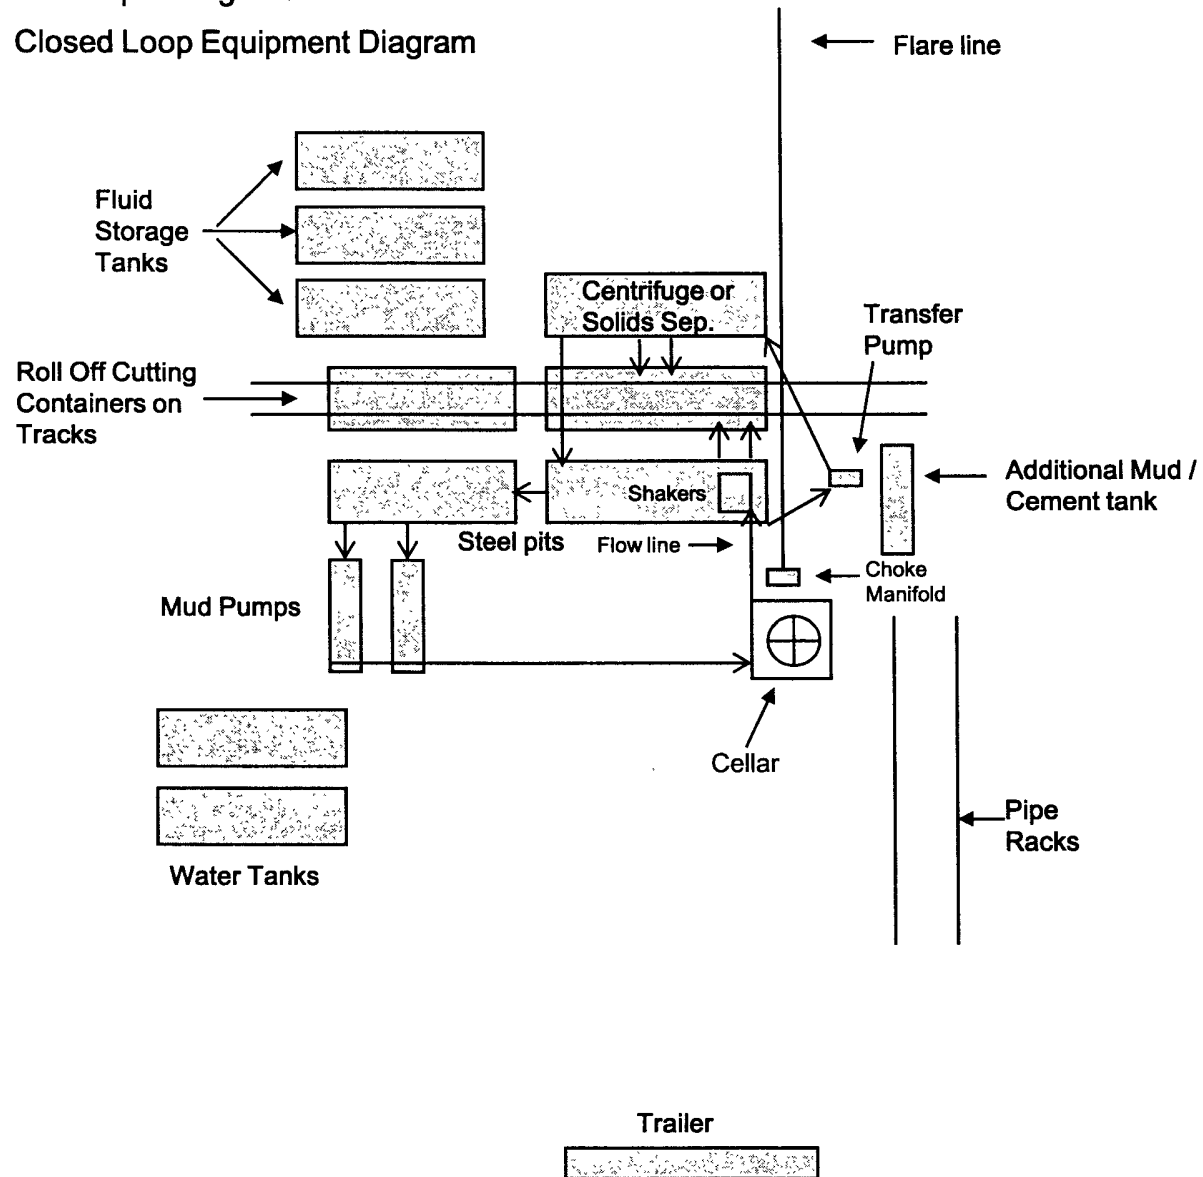 Closed Loop Equipment Diagram
Flare line
Fluid
Storage
Tanks
Centrifuge or
Solids Sep.
Transfer
Pump
Roll Off Cutting
Containers on
Tracks
Shakers
Additional Mud /
Cement tank
Steel pits
Flow line
Choke
Manifold
Mud Pumps
Cellar
Pipe
Racks
Water Tanks
Trailer